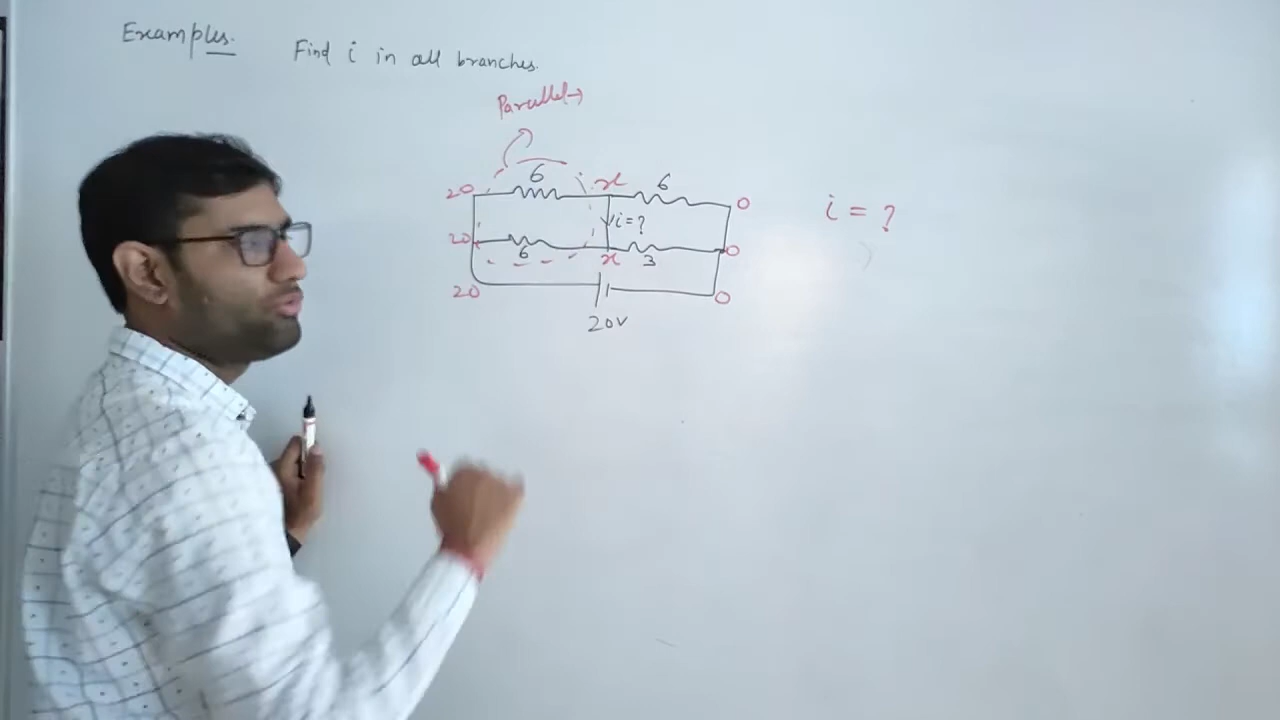 Examples.
Find i in all branches.
Parallel→
20 6 x 6 0
i=?
20 6 x 3 0
20 0
20V
i = ?